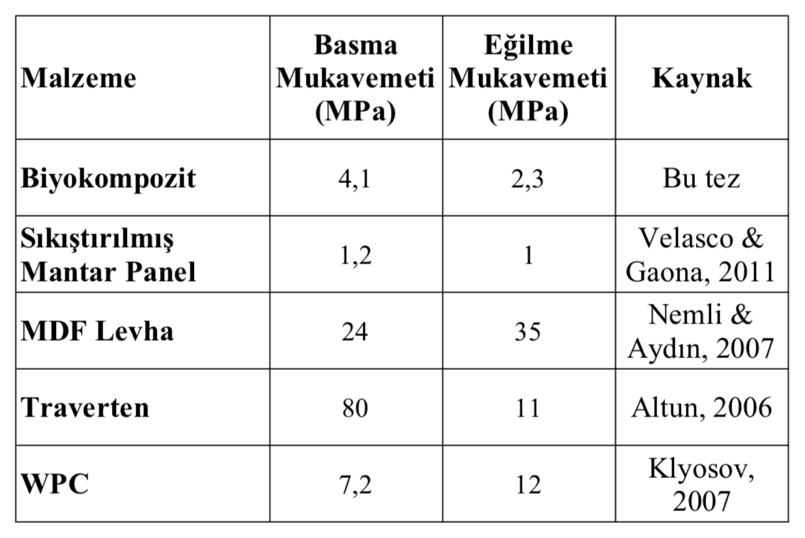 Malzeme
Basma
Mukavemeti
(MPa)
Eğilme
Mukavemeti
(MPa)
Kaynak
Biyokompozit
4,1
2,3
Bu tez
Sıkıştırılmış
Mantar Panel
1,2
1
Velasco &
Gaona, 2011
MDF Levha
24
35
Nemli &
Aydın, 2007
Traverten
80
11
Altun, 2006
WPC
7,2
12
Klyosov,
2007